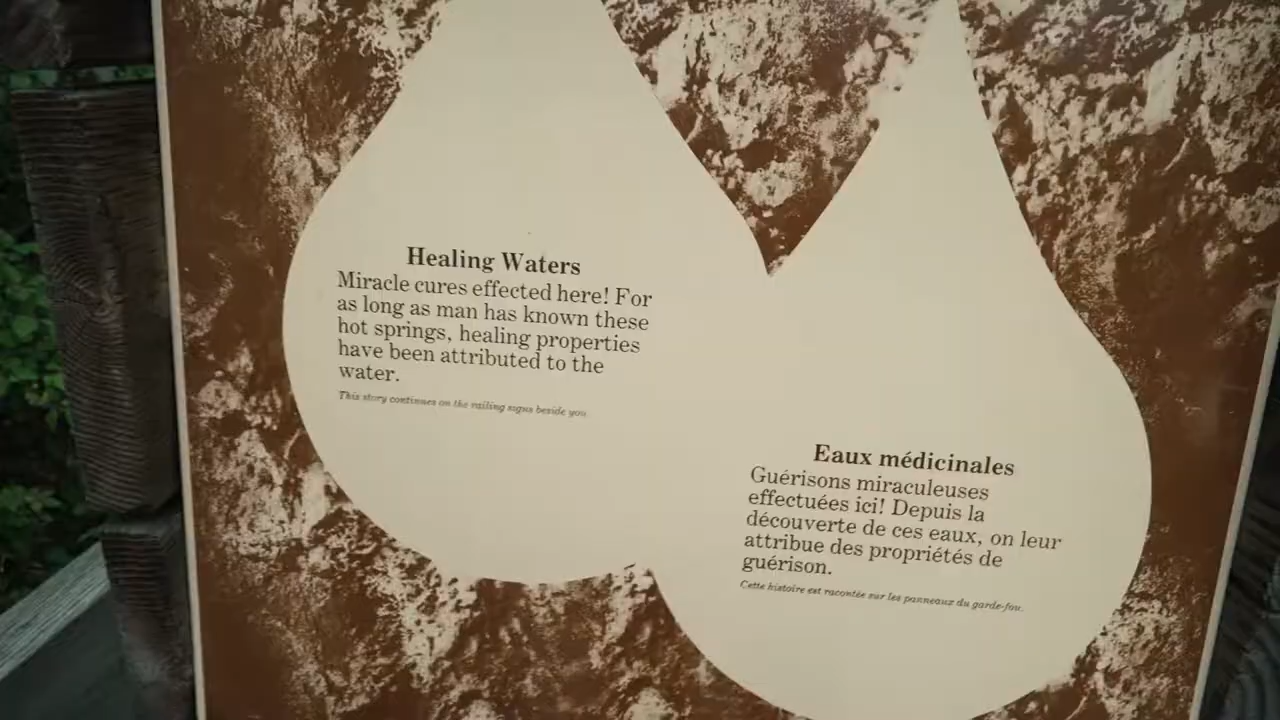 Healing Waters
Miracle cures effected here! For
as long as man has known these
hot springs, healing properties
have been attributed to the
water.
This story continues on the railing signs beside you
Eaux médicinales
Guérisons miraculeuses
effectuées ici! Depuis la
découverte de ces eaux, on leur
attribue des propriétés de
guérison.
Cette histoire est racontée sur les panneaux du garde-fou.